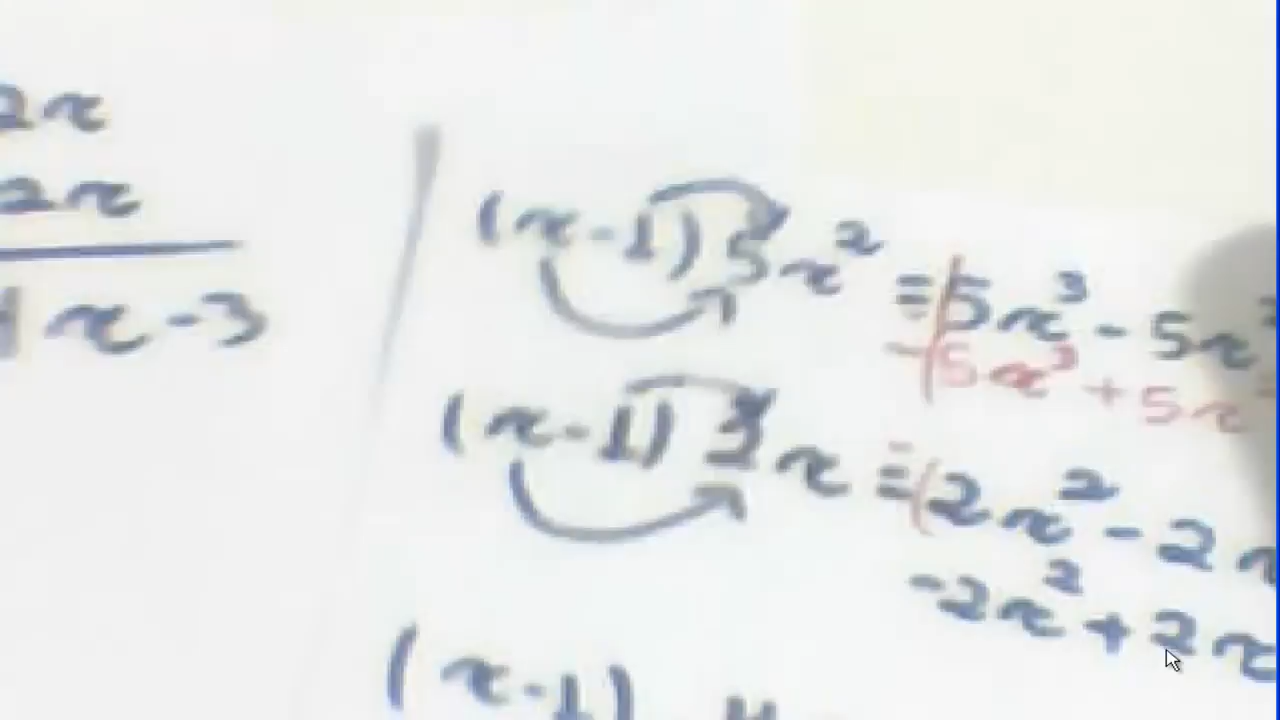 2x
2x
x-3
(x-1) 5x² = 5x³ - 5x
-(5x³ + 5x
(x-1) 2x = (2x² - 2x
-2x² + 2x
(x-1)